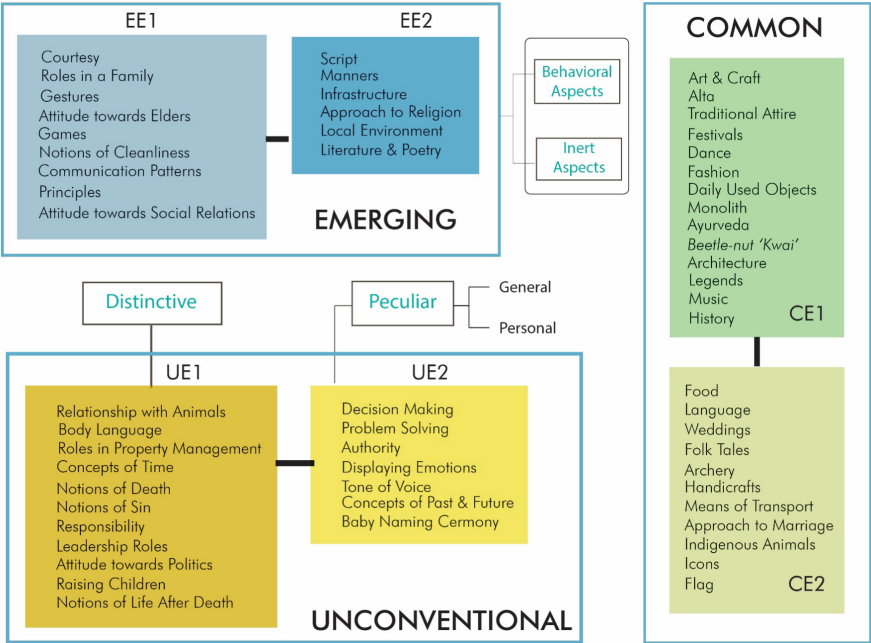 EE1
Courtesy
Roles in a Family
Gestures
Attitude towards Elders
Games
Notions of Cleanliness
Communication Patterns
Principles
Attitude towards Social Relations
EE2
Script
Manners
Infrastructure
Approach to Religion
Local Environment
Literature & Poetry
EMERGING
Behavioral
Aspects
Inert
Aspects
Distinctive
Peculiar
General
Personal
UE1
Relationship with Animals
Body Language
Roles in Property Management
Concepts of Time
Notions of Death
Notions of Sin
Responsibility
Leadership Roles
Attitude towards Politics
Raising Children
Notions of Life After Death
UE2
Decision Making
Problem Solving
Authority
Displaying Emotions
Tone of Voice
Concepts of Past & Future
Baby Naming Cermony
UNCONVENTIONAL
COMMON
Art & Craft
Alta
Traditional Attire
Festivals
Dance
Fashion
Daily Used Objects
Monolith
Ayurveda
Beetle-nut ‘Kwai’
Architecture
Legends
Music
History
CE1
Food
Language
Weddings
Folk Tales
Archery
Handicrafts
Means of Transport
Approach to Marriage
Indigenous Animals
Icons
Flag
CE2